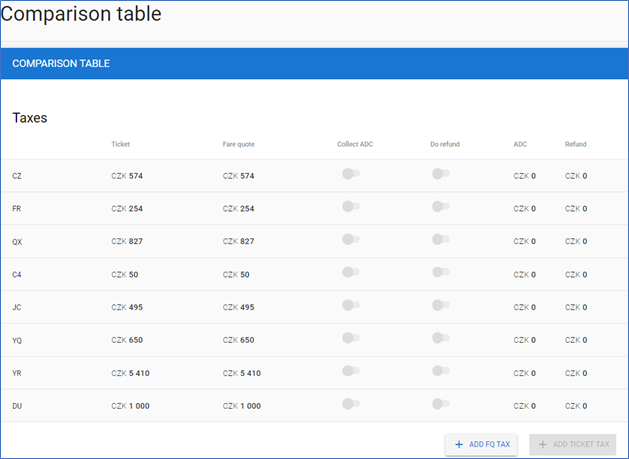 Comparison table
COMPARISON TABLE
Taxes
Ticket Fare quote Collect ADC Do refund ADC Refund
CZ CZK 574 CZK 574 CZK 0 CZK 0
FR CZK 254 CZK 254 CZK 0 CZK 0
QX CZK 827 CZK 827 CZK 0 CZK 0
C4 CZK 50 CZK 50 CZK 0 CZK 0
JC CZK 495 CZK 495 CZK 0 CZK 0
YQ CZK 650 CZK 650 CZK 0 CZK 0
YR CZK 5 410 CZK 5 410 CZK 0 CZK 0
DU CZK 1 000 CZK 1 000 CZK 0 CZK 0
+ ADD FQ TAX + ADD TICKET TAX